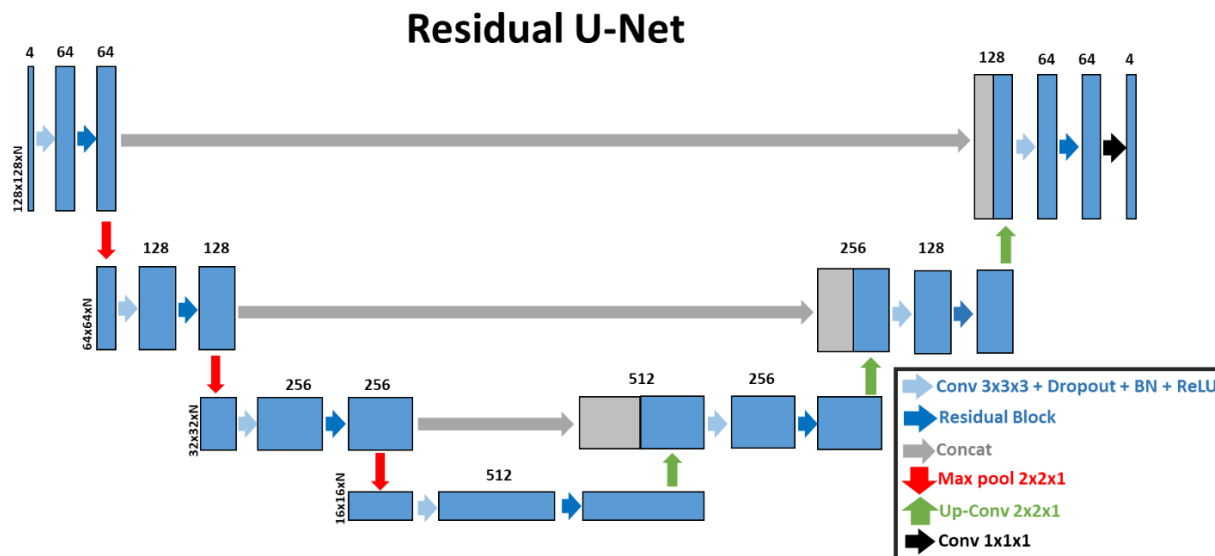 Residual U-Net
4 64 64
128x128xN
128 64 64 4
128 128
64x64xN
256 128
256 256
32x32xN
512 256
512
16x16xN
Conv 3x3x3 + Dropout + BN + ReLU
Residual Block
Concat
Max pool 2x2x1
Up-Conv 2x2x1
Conv 1x1x1